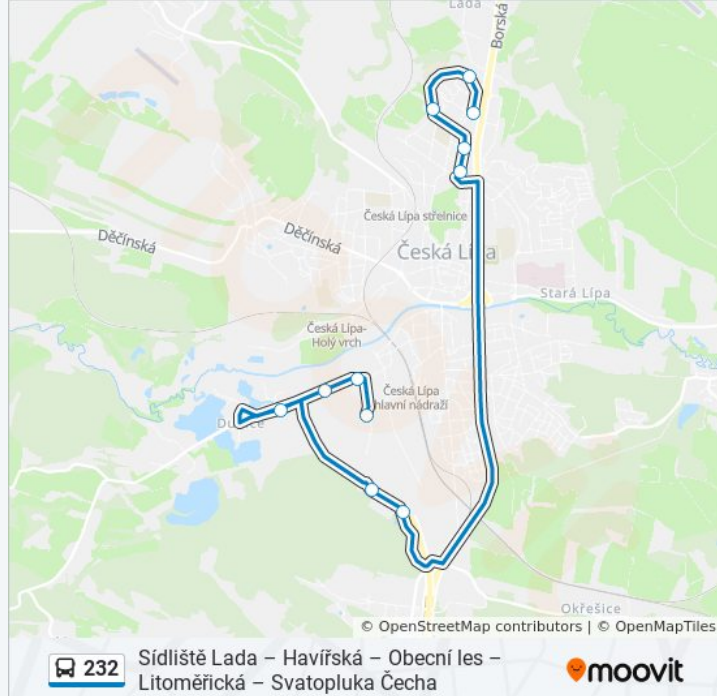 Lada
Borská
Česká Lípa střelnice
Děčínská
Děčínská
Česká Lípa
Stará Lípa
Česká Lípa-
Holý vrch
Česká Lípa
hlavní nádraží
Okřešice
© OpenStreetMap contributors | © OpenMapTiles
232
Sídliště Lada – Havířská – Obecní les –
Litoměřická – Svatopluka Čecha
moovit